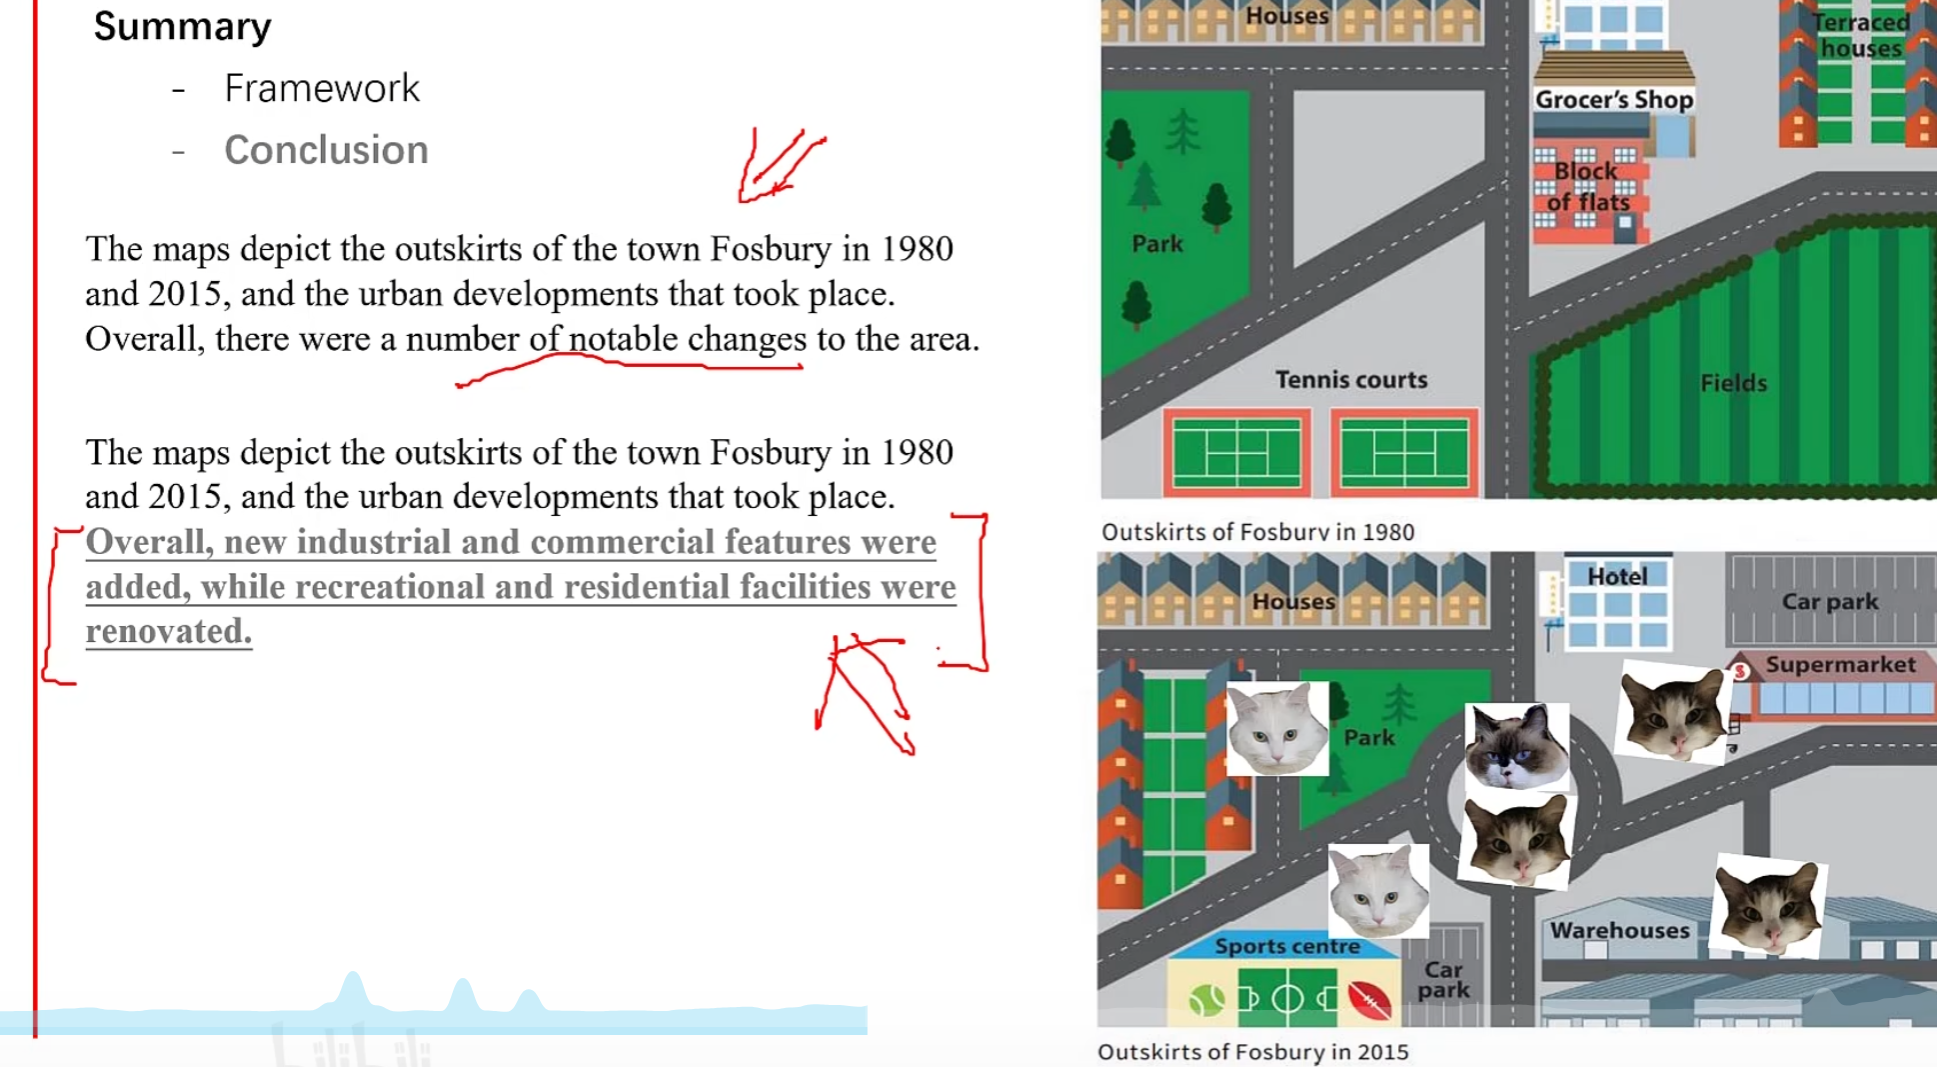 Summary
- Framework
- Conclusion
The maps depict the outskirts of the town Fosbury in 1980
and 2015, and the urban developments that took place.
Overall, there were a number of notable changes to the area.
The maps depict the outskirts of the town Fosbury in 1980
and 2015, and the urban developments that took place.
Overall, new industrial and commercial features were
added, while recreational and residential facilities were
renovated.
Houses
Terraced
houses
Grocer's Shop
Block
of flats
Park
Tennis courts
Fields
Outskirts of Fosbury in 1980
Hotel
Car park
Houses
Supermarket
S
Park
Warehouses
Sports centre
Car
park
Outskirts of Fosbury in 2015